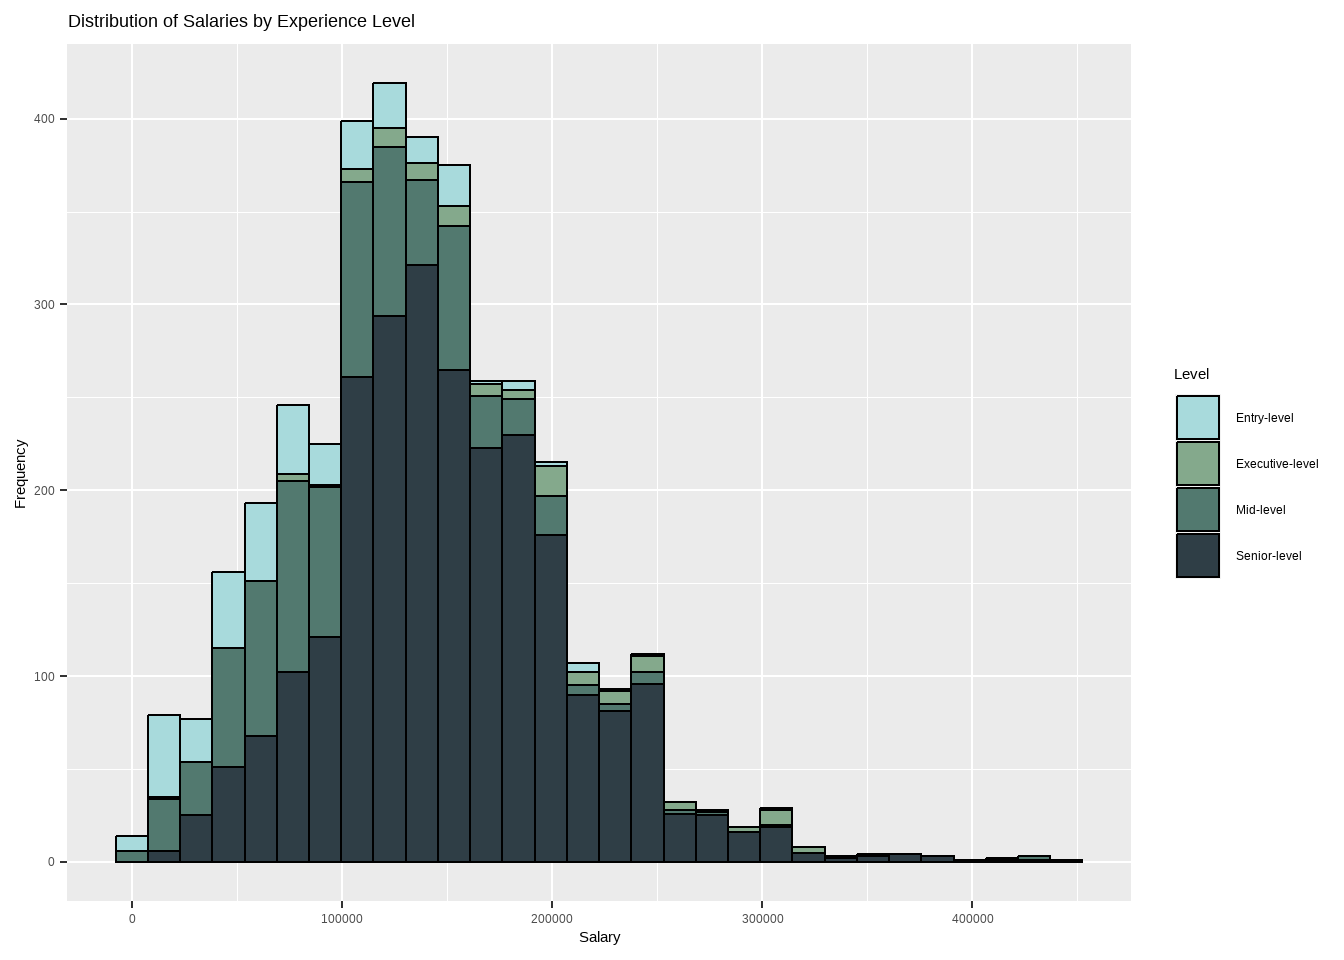 Distribution of Salaries by Experience Level
400
300
200
100
0
Frequency
0 100000 200000 300000 400000
Salary
Level
Entry-level
Executive-level
Mid-level
Senior-level